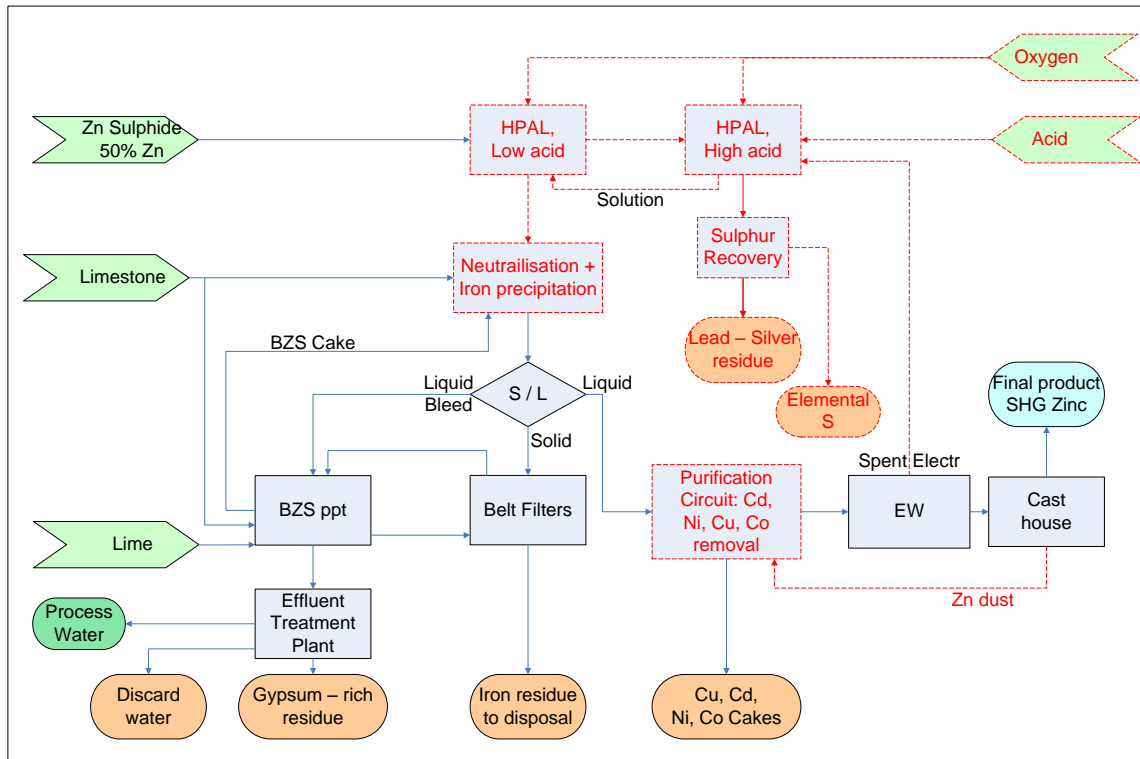 Oxygen
Zn Sulphide
50% Zn
HPAL,
Low acid
HPAL,
High acid
Acid
Solution
Sulphur
Recovery
Limestone
Neutrailisation +
Iron precipitation
BZS Cake
Lead – Silver
residue
Liquid
Bleed
S / L
Liquid
Final product
SHG Zinc
Elemental
S
Solid
Spent Electr
BZS ppt
Belt Filters
Purification
Circuit: Cd,
Ni, Cu, Co
removal
EW
Cast
house
Lime
Zn dust
Process
Water
Effluent
Treatment
Plant
Discard
water
Gypsum – rich
residue
Iron residue
to disposal
Cu, Cd,
Ni, Co Cakes